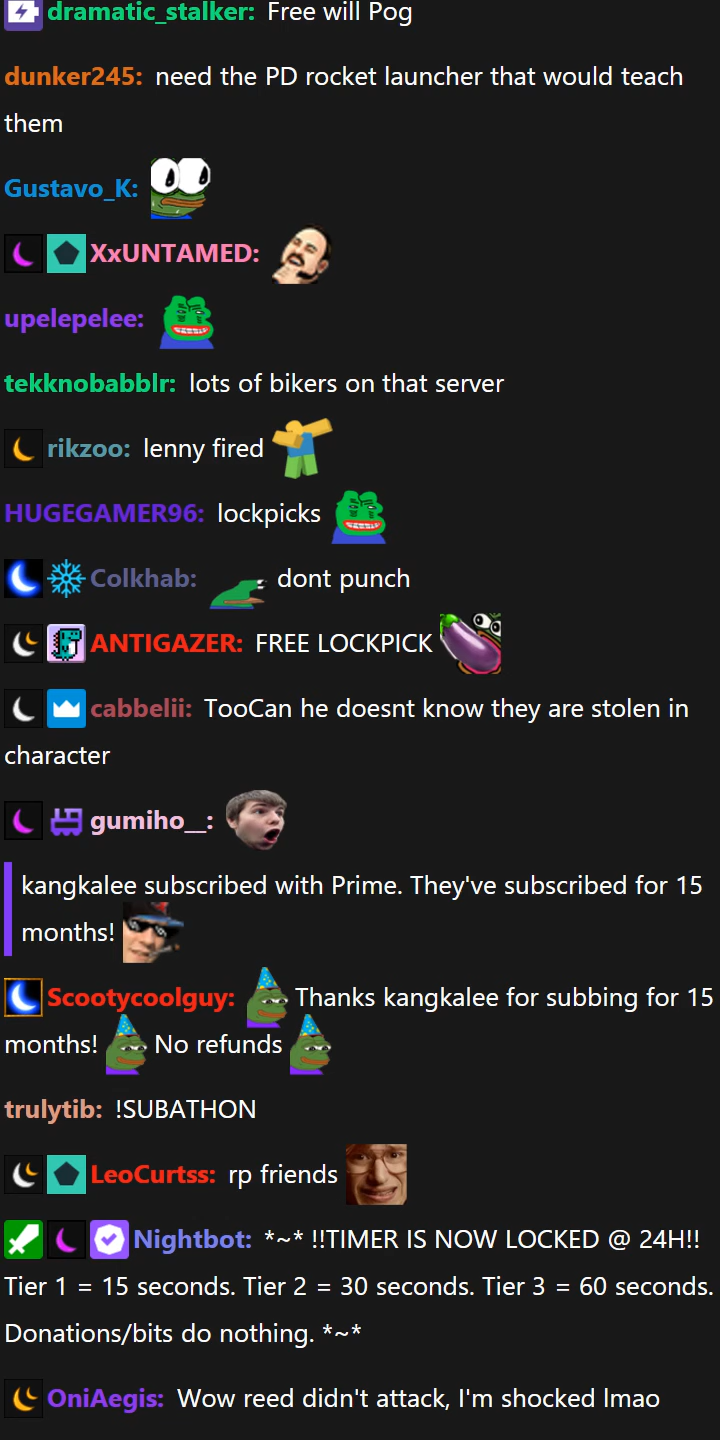 dramatic_stalker: Free will Pog
dunker245: need the PD rocket launcher that would teach
them
Gustavo_K:
XxUNTAMED:
upelepelee:
tekknobabblr: lots of bikers on that server
rikzoo: lenny fired
HUGEGAMER96: lockpicks
Colkhab: dont punch
ANTIGAZER: FREE LOCKPICK
cabbelii: TooCan he doesnt know they are stolen in
character
gumiho__:
kangkalee subscribed with Prime. They've subscribed for 15
months!
Scootycoolguy: Thanks kangkalee for subbing for 15
months! No refunds
trulytib: !SUBATHON
LeoCurtss: rp friends
Nightbot: *~* !!TIMER IS NOW LOCKED @ 24H!!
Tier 1 = 15 seconds. Tier 2 = 30 seconds. Tier 3 = 60 seconds.
Donations/bits do nothing. *~*
OniAegis: Wow reed didn't attack, I'm shocked lmao